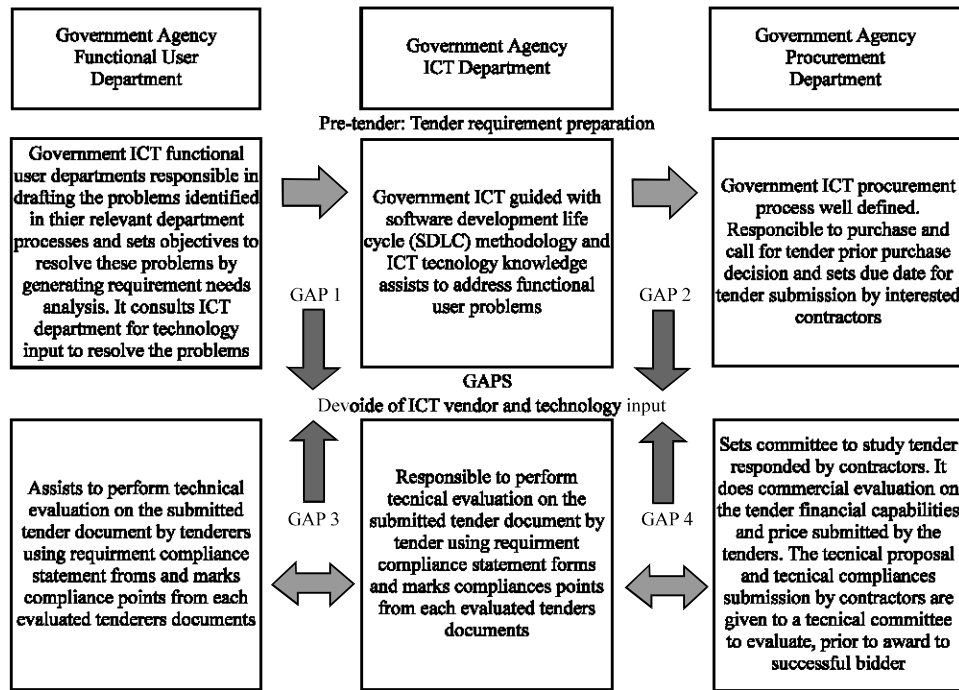 Government Agency
Functional User
Department
Government Agency
ICT Department
Government Agency
Procurement
Department
Pre-tender: Tender requirement preparation
Government ICT functional
user departments responsible in
drafting the problems identified
in thier relevant department
processes and sets objectives to
resolve these problems by
generating requirement needs
analysis. It consults ICT
department for technology
input to resolve the problems
Government ICT guided with
software development life
cycle (SDLC) methodology and
ICT tecnology knowledge
assists to address functional
user problems
Government ICT procurement
process well defined.
Responcible to purchase and
call for tender prior purchase
decision and sets due date for
tender submission by interested
contractors
GAP 1
GAP 2
GAPS
Devoide of ICT vendor and technology input
GAP 3
GAP 4
Assists to perform technical
evaluation on the submitted
tender document by tenderers
using requirment compliance
statement froms and marks
compliance points from each
evaluated tenderers documents
Responsible to perform
tecnical evaluation on the
submitted tender document by
tender using requirment
compliance statement forms
and marks compliances points
from each evaluated tenders
documents
Sets committee to study tender
responded by contractors. It
does commercial evaluation on
the tender financial capabilities
and price submitted by the
tenders. The tecnical proposal
and tecnical compliances
submission by contractors are
given to a tecnical committee
to evaluate, prior to award to
successful bidder